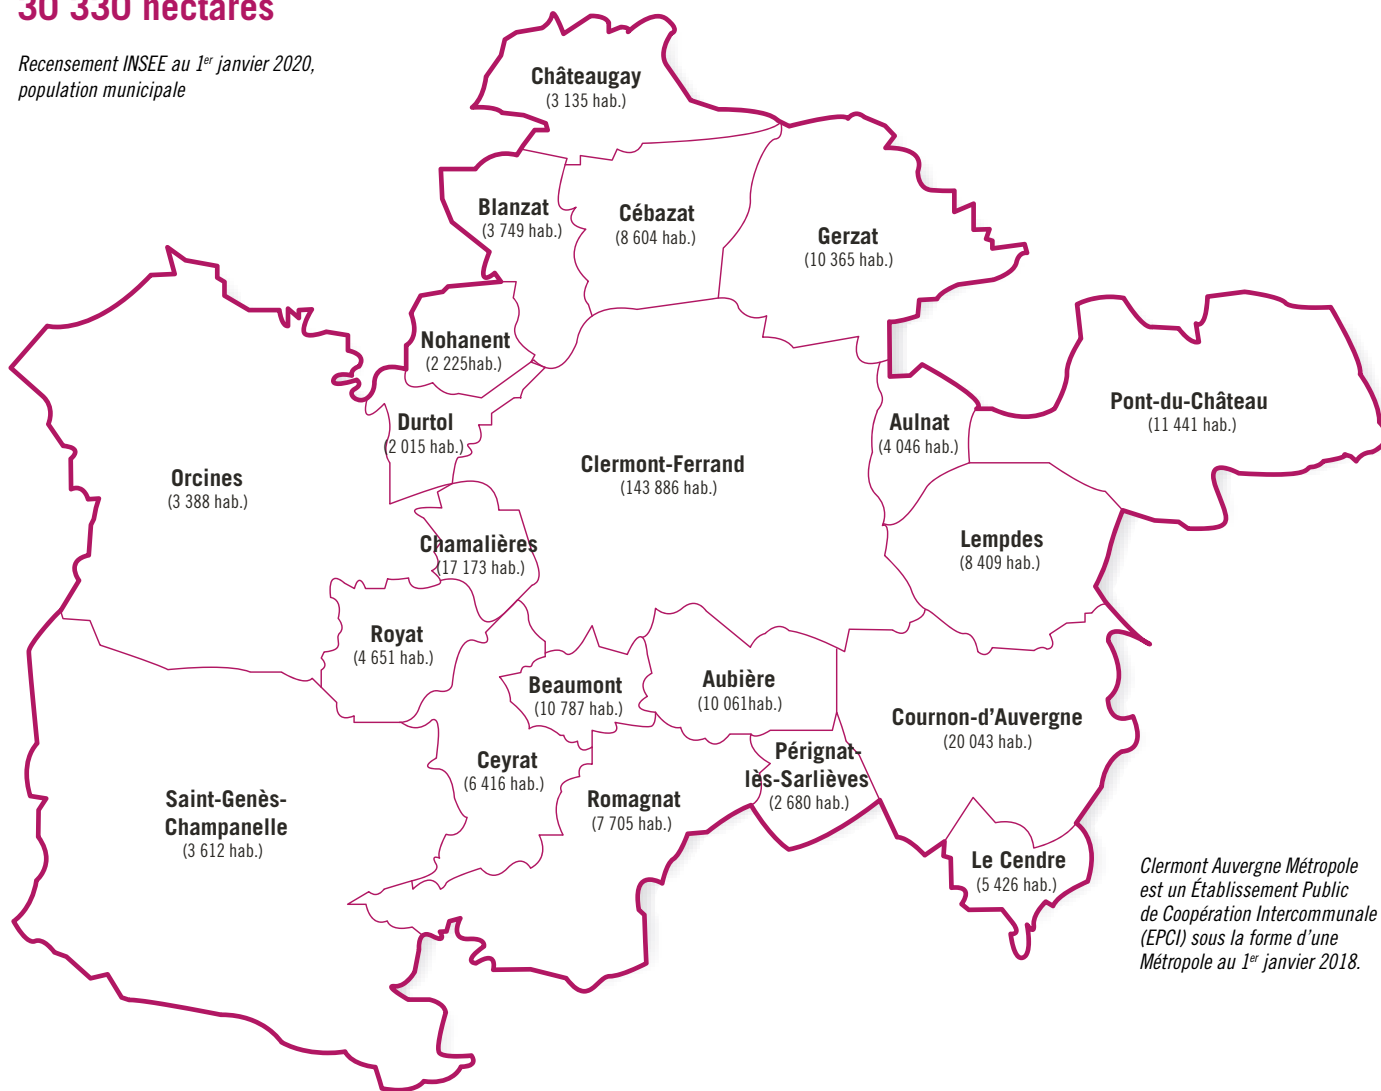 30 330 hectares
Recensement INSEE au 1er janvier 2020,
population municipale
Châteaugay
(3 135 hab.)
Blanzat
(3 749 hab.)
Cébazat
(8 604 hab.)
Gerzat
(10 365 hab.)
Nohanent
(2 225hab.)
Durtol
(2 015 hab.)
Aulnat
(4 046 hab.)
Pont-du-Château
(11 441 hab.)
Orcines
(3 388 hab.)
Clermont-Ferrand
(143 886 hab.)
Chamalières
(17 173 hab.)
Lempdes
(8 409 hab.)
Royat
(4 651 hab.)
Beaumont
(10 787 hab.)
Aubière
(10 061hab.)
Cournon-d'Auvergne
(20 043 hab.)
Ceyrat
(6 416 hab.)
Pérignat-
lès-Sarlièves
(2 680 hab.)
Saint-Genès-
Champanelle
(3 612 hab.)
Romagnat
(7 705 hab.)
Le Cendre
(5 426 hab.)
Clermont Auvergne Métropole
est un Établissement Public
de Coopération Intercommunale
(EPCI) sous la forme d'une
Métropole au 1er janvier 2018.